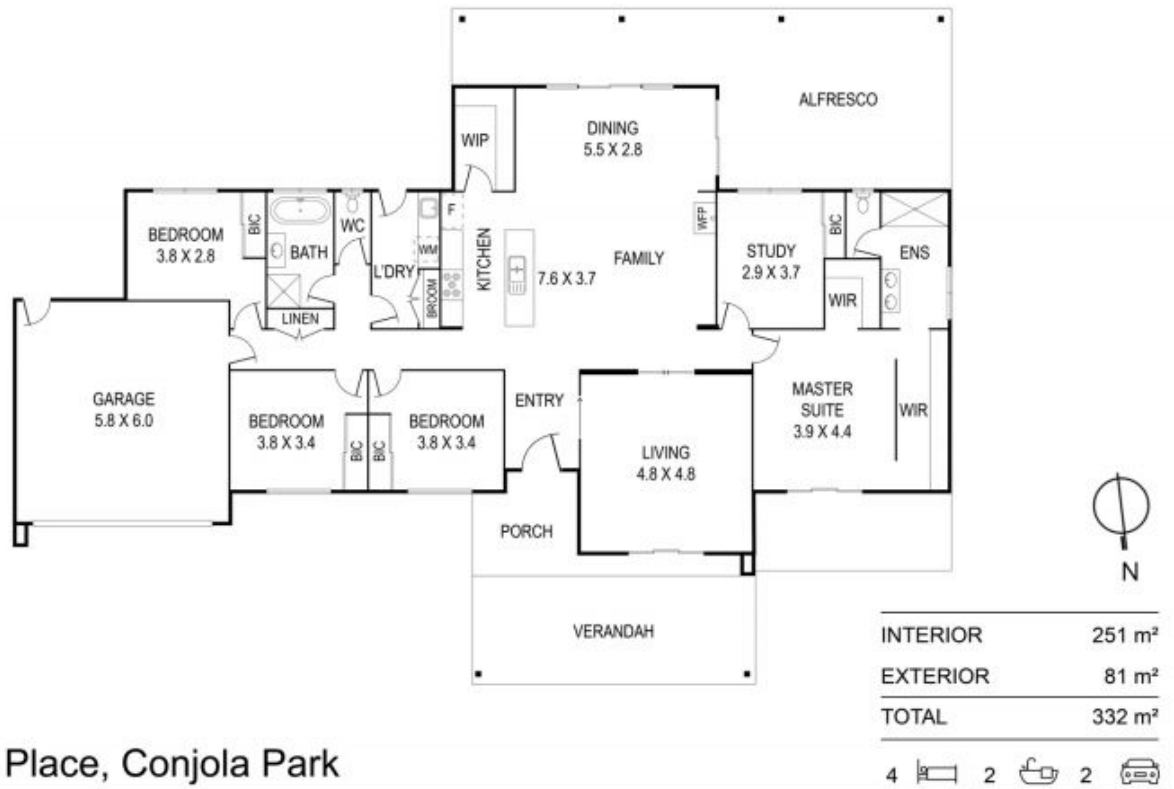 ALFRESCO
DINING
5.5 X 2.8
WIP
BEDROOM
3.8 X 2.8
BIC
BATH
WC
L'DRY
WM
BROOM
LINEN
F
KITCHEN
7.6 X 3.7
FAMILY
WFP
STUDY
2.9 X 3.7
BIC
ENS
WIR
GARAGE
5.8 X 6.0
BEDROOM
3.8 X 3.4
BIC
BIC
BEDROOM
3.8 X 3.4
ENTRY
LIVING
4.8 X 4.8
MASTER
SUITE
3.9 X 4.4
WIR
PORCH
VERANDAH
N
INTERIOR 251 m²
EXTERIOR 81 m²
TOTAL 332 m²
4 2 2
Place, Conjola Park